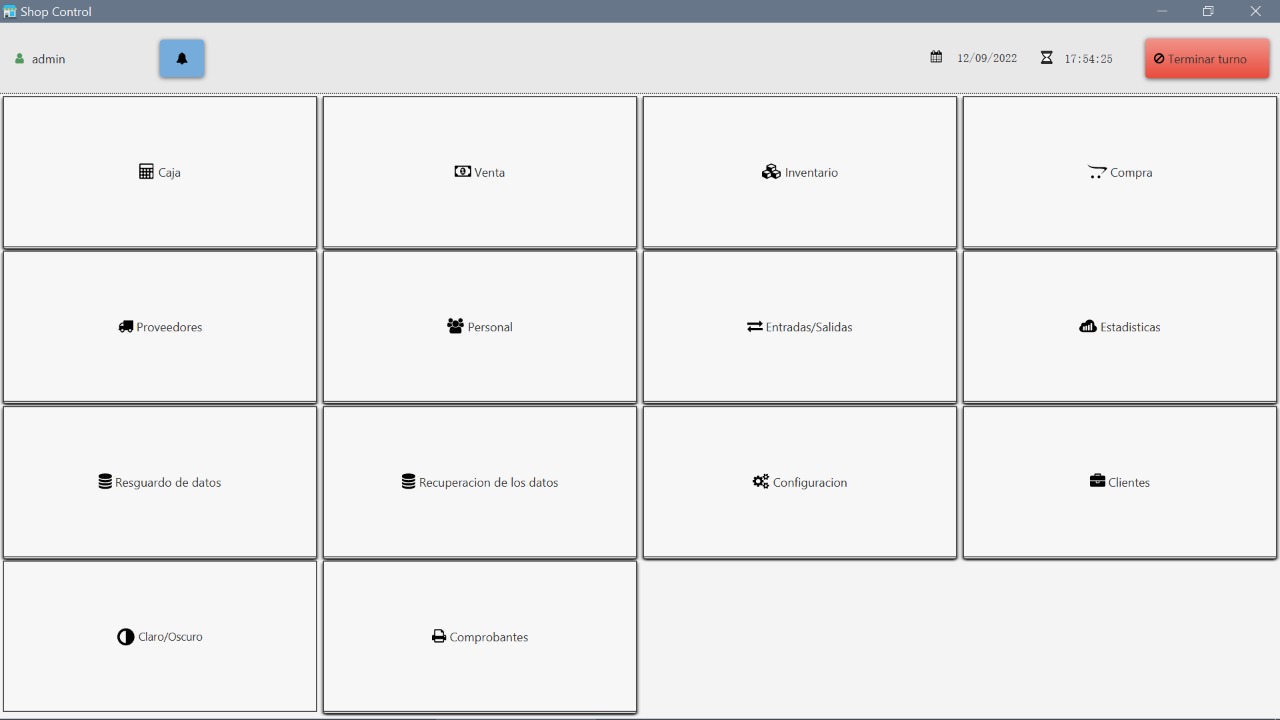 Shop Control
admin
12/09/2022
17:54:25
Terminar turno
Caja
Venta
Inventario
Compra
Proveedores
Personal
Entradas/Salidas
Estadisticas
Resguardo de datos
Recuperacion de los datos
Configuracion
Clientes
Claro/Oscuro
Comprobantes